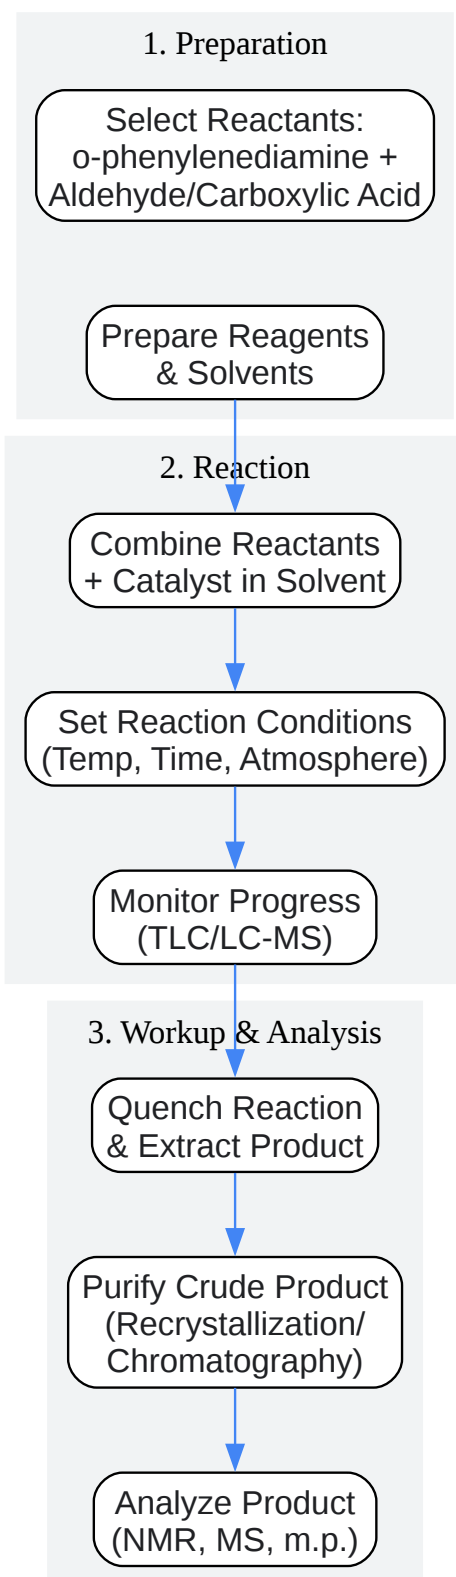 1. Preparation
Select Reactants:
o-phenylenediamine +
Aldehyde/Carboxylic Acid
Prepare Reagents
& Solvents
2. Reaction
Combine Reactants
+ Catalyst in Solvent
Set Reaction Conditions
(Temp, Time, Atmosphere)
Monitor Progress
(TLC/LC-MS)
3. Workup & Analysis
Quench Reaction
& Extract Product
Purify Crude Product
(Recrystallization/
Chromatography)
Analyze Product
(NMR, MS, m.p.)